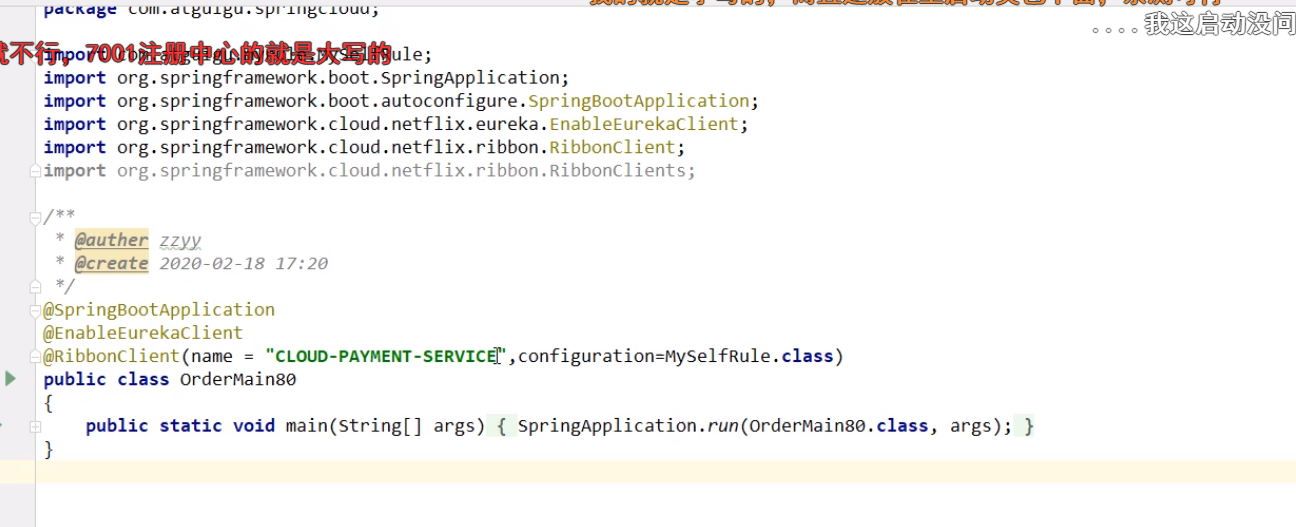 package com.atguigu.springcloud;
....我这启动没问
就不行，7001注册中心的就是大写的
import Rule;
import org.springframework.boot.SpringApplication;
import org.springframework.boot.autoconfigure.SpringBootApplication;
import org.springframework.cloud.netflix.eureka.EnableEurekaClient;
import org.springframework.cloud.netflix.ribbon.RibbonClient;
import org.springframework.cloud.netflix.ribbon.RibbonClients;
/**
* @auther zzyy
* @create 2020-02-18 17:20
*/
@SpringBootApplication
@EnableEurekaClient
@RibbonClient(name = "CLOUD-PAYMENT-SERVICE",configuration=MySelfRule.class)
public class OrderMain80
{
public static void main(String[] args) { SpringApplication.run(OrderMain80.class, args); }
}